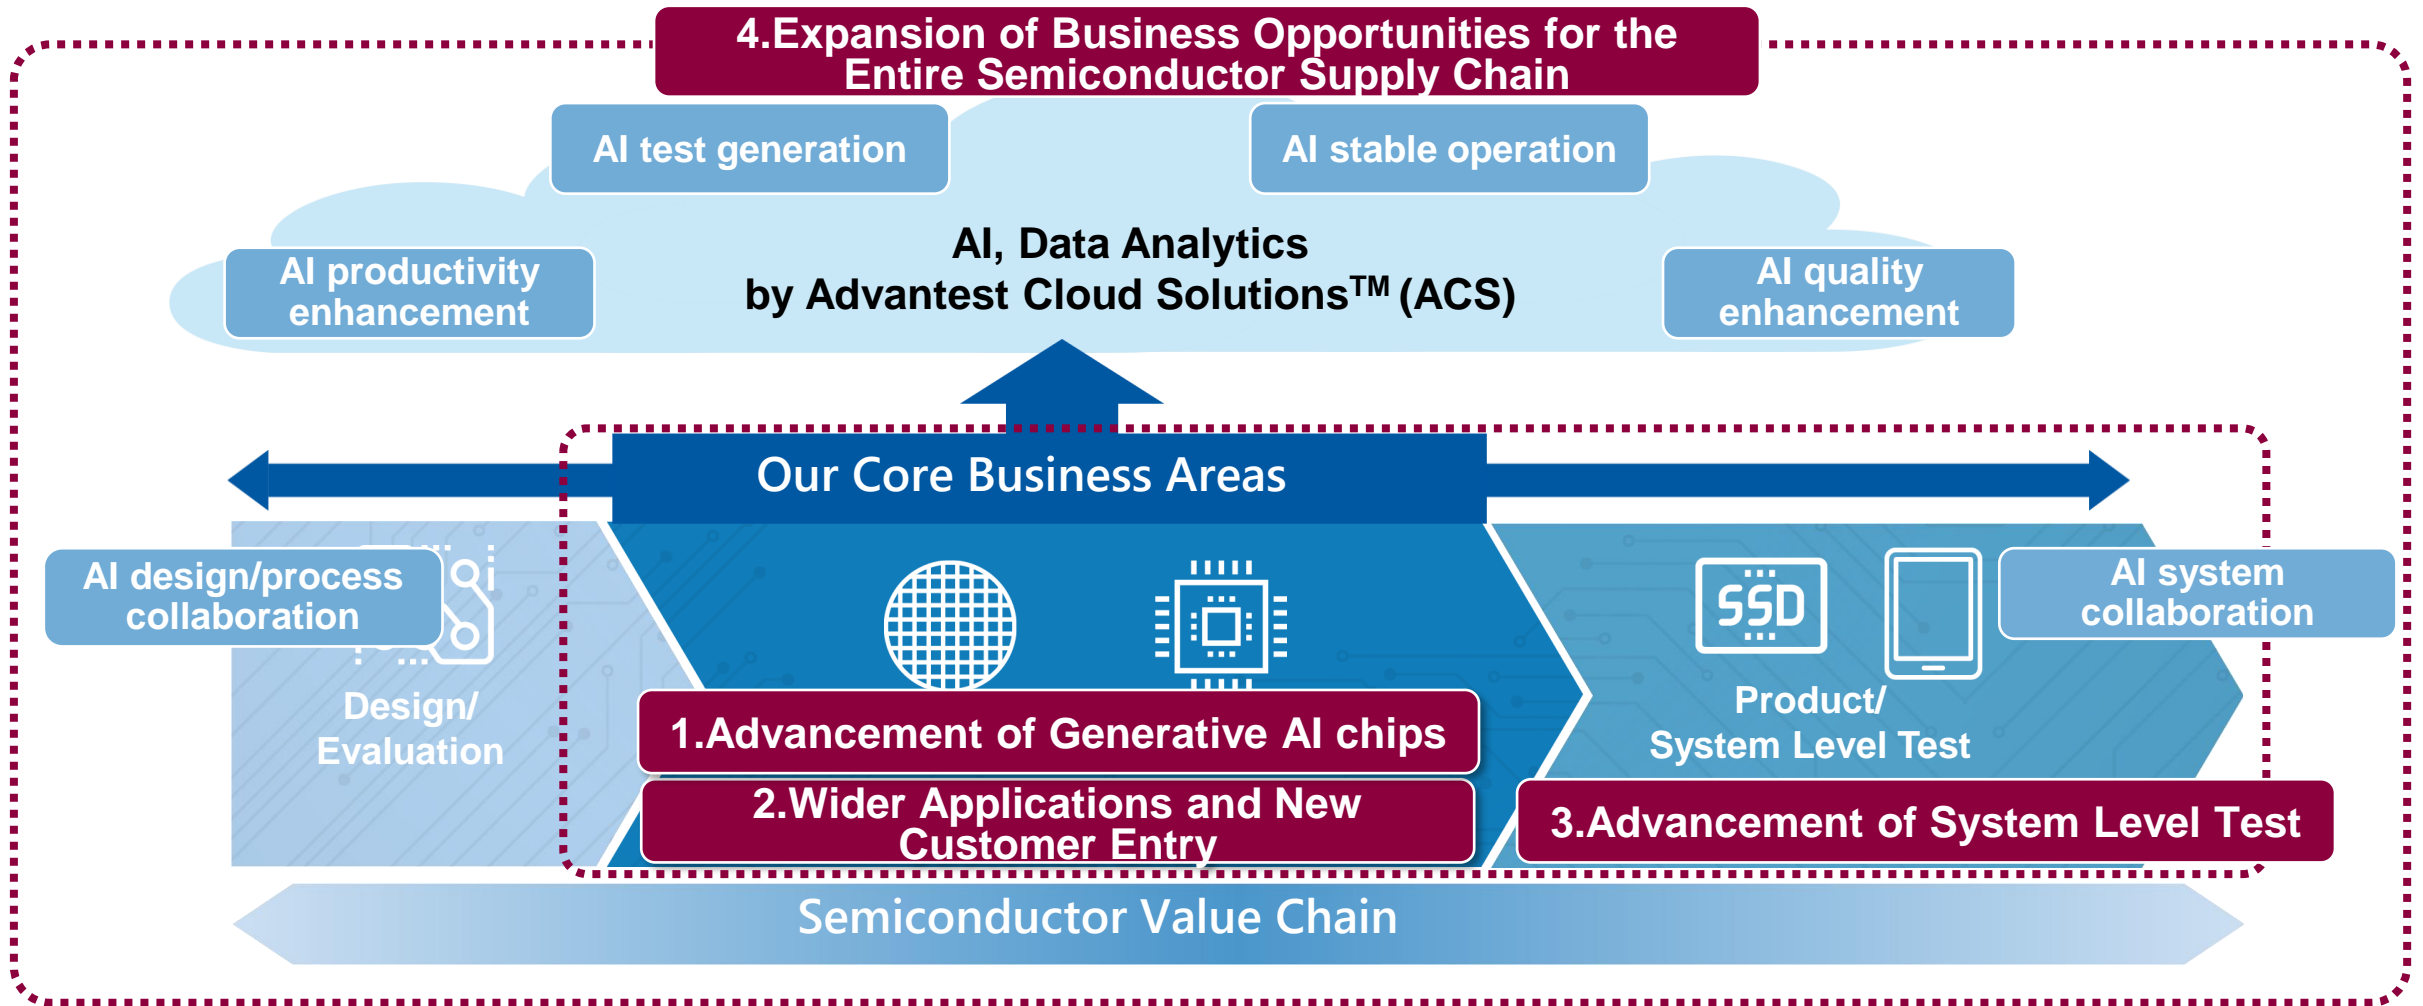 4.Expansion of Business Opportunities for the
Entire Semiconductor Supply Chain
AI test generation
AI stable operation
AI, Data Analytics
by Advantest Cloud Solutions™ (ACS)
AI productivity
enhancement
AI quality
enhancement
Our Core Business Areas
AI design/process
collaboration
SSD
AI system
collaboration
Design/
Evaluation
Product/
System Level Test
1.Advancement of Generative AI chips
2.Wider Applications and New
Customer Entry
3.Advancement of System Level Test
Semiconductor Value Chain